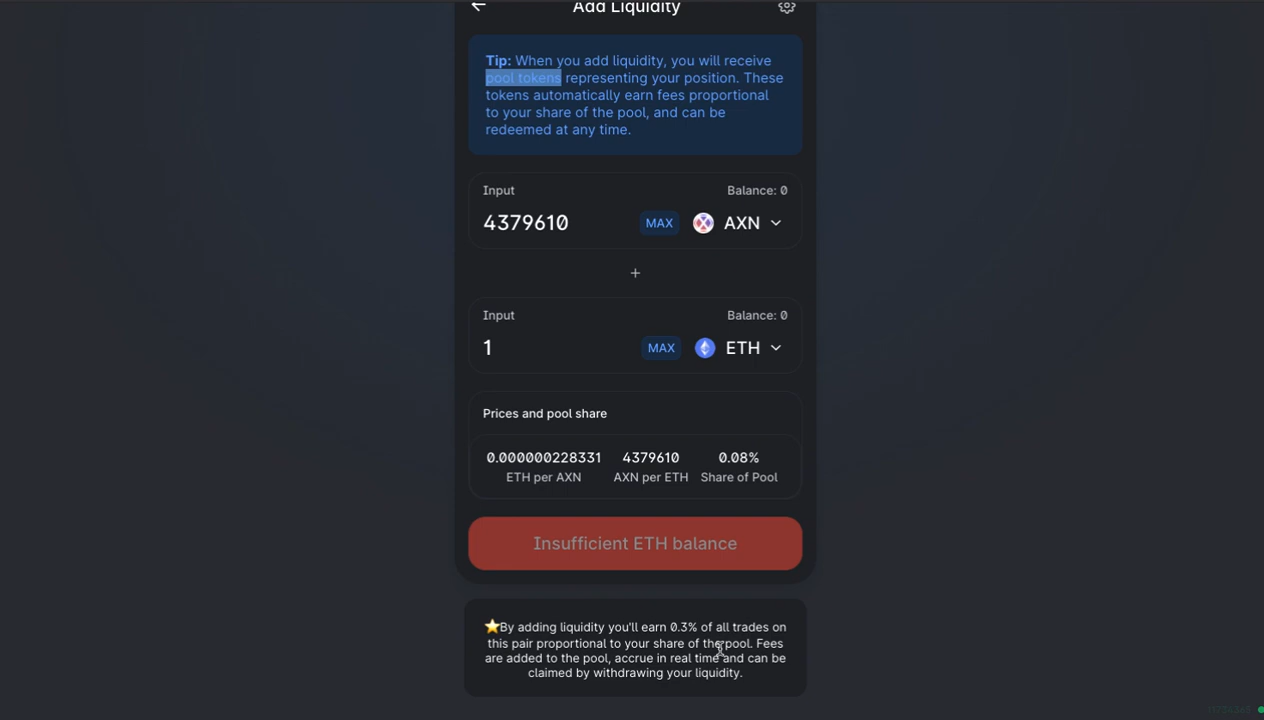 Add Liquidity
Tip: When you add liquidity, you will receive
pool tokens representing your position. These
tokens automatically earn fees proportional
to your share of the pool, and can be
redeemed at any time.
Input Balance: 0
4379610 MAX AXN
+
Input Balance: 0
1 MAX ETH
Prices and pool share
0.000000228331 4379610 0.08%
ETH per AXN AXN per ETH Share of Pool
Insufficient ETH balance
⭐By adding liquidity you'll earn 0.3% of all trades on
this pair proportional to your share of the pool. Fees
are added to the pool, accrue in real time and can be
claimed by withdrawing your liquidity.